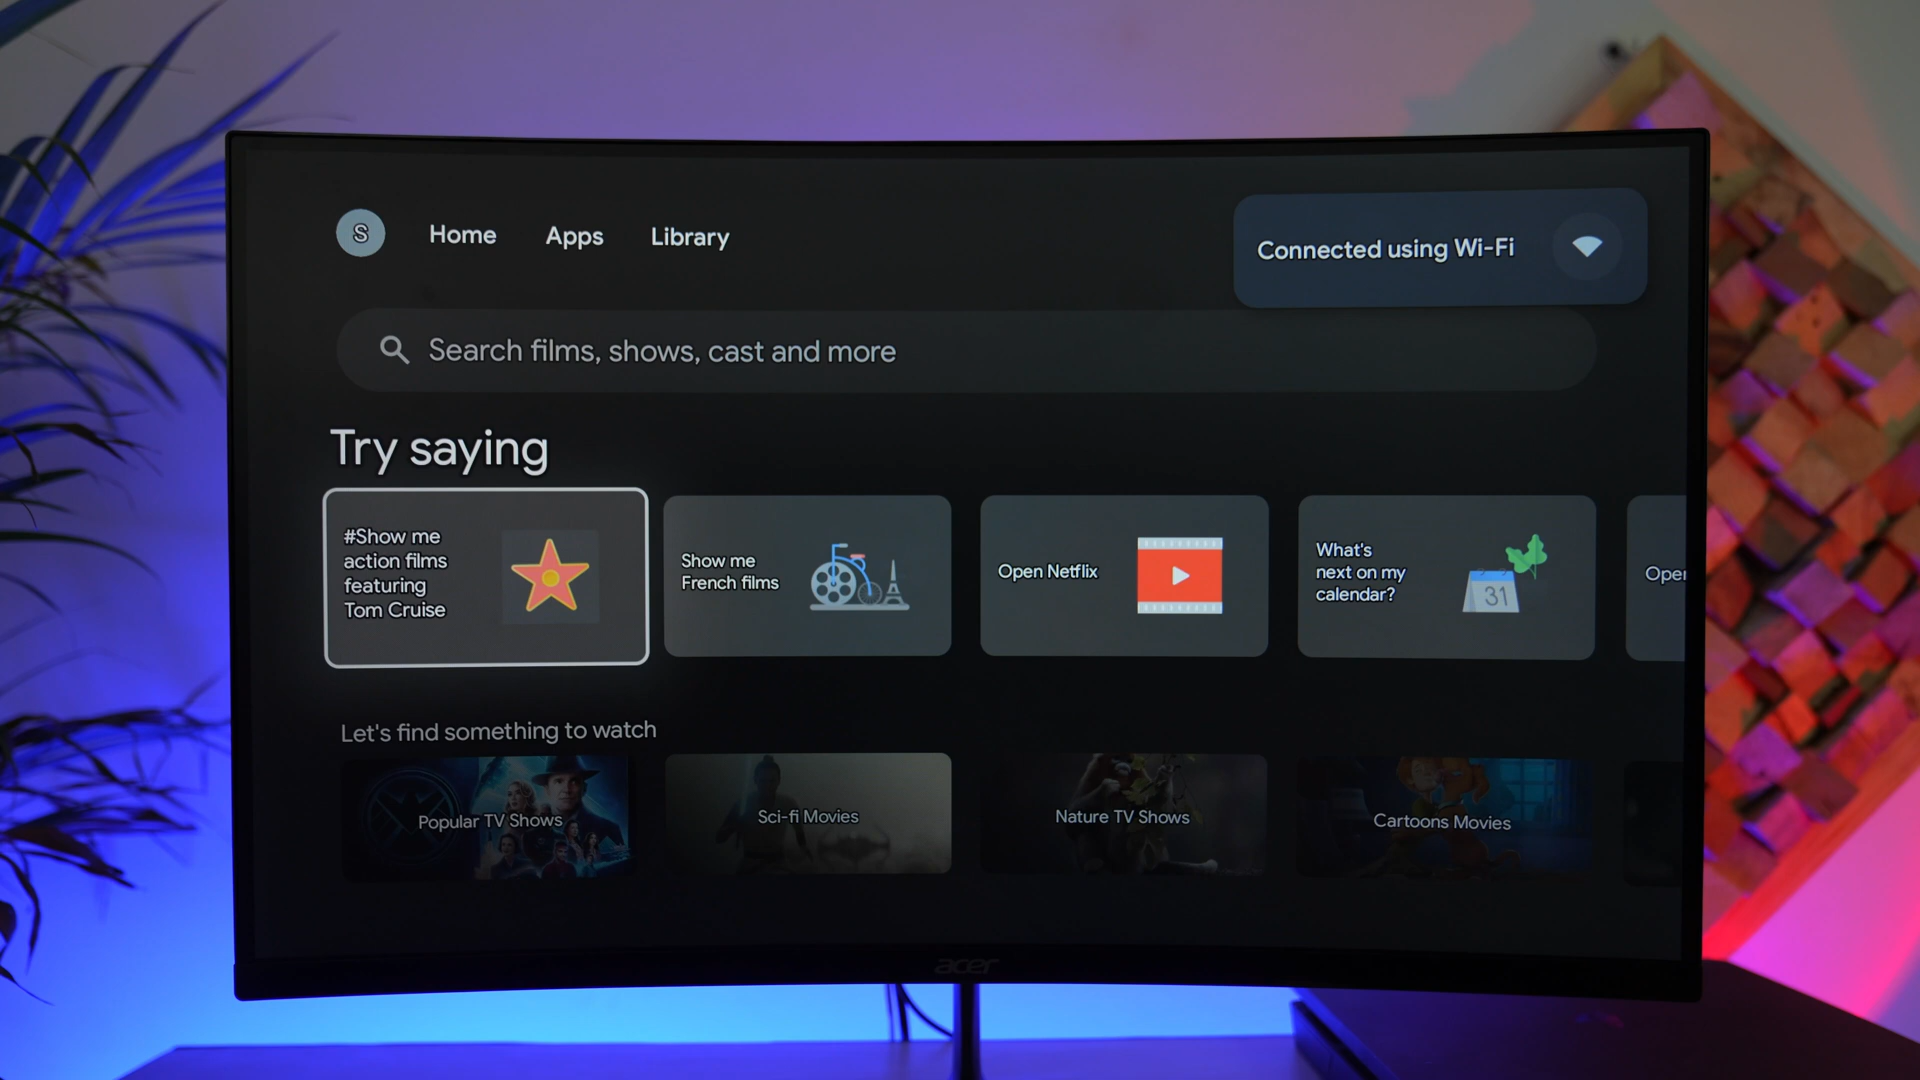 S
Home
Apps
Library
Connected using Wi-Fi
Search films, shows, cast and more
Try saying
#Show me
action films
featuring
Tom Cruise
Show me
French films
Open Netflix
What's
next on my
calendar?
31
Let's find something to watch
Popular TV Shows
Sci-fi Movies
Nature TV Shows
Cartoons Movies
acer